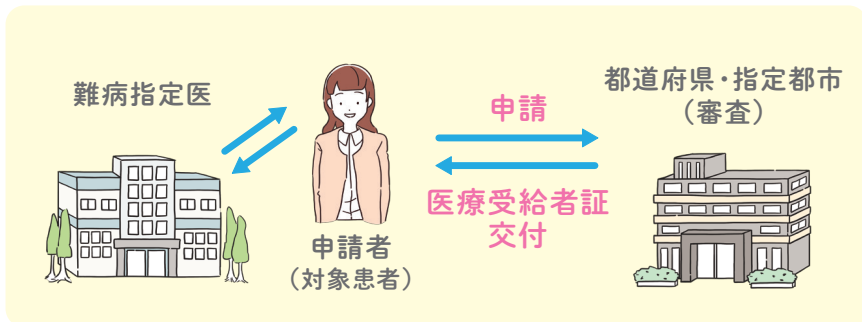 難病指定医
申請者
（対象患者）
申請
医療受給者証
交付
都道府県・指定都市
（審査）